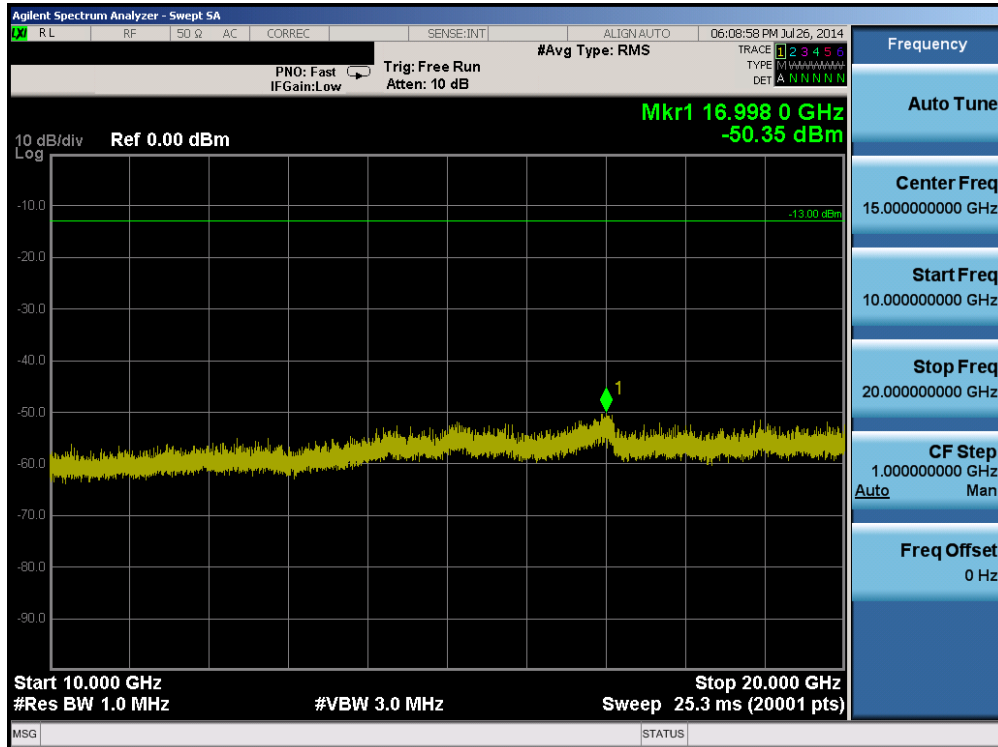 Agilent Spectrum Analyzer - Swept SA
LXI RL RF 50 Ω AC CORREC SENSE:INT ALIGN AUTO 06:08:58 PM Jul 26, 2014
Frequency
#Avg Type: RMS
TRACE 1 2 3 4 5 6
PNO: Fast Trig: Free Run
TYPE M WWWWW
IFGain:Low Atten: 10 dB
DET A N N N N N
Auto Tune
Mkr1 16.998 0 GHz
-50.35 dBm
10 dB/div Ref 0.00 dBm
Log
-10.0
-13.00 dBm
-20.0
-30.0
-40.0
-50.0
-60.0
-70.0
-80.0
-90.0
1
Center Freq
15.000000000 GHz
Start Freq
10.000000000 GHz
Stop Freq
20.000000000 GHz
CF Step
1.000000000 GHz
Auto Man
Freq Offset
0 Hz
Start 10.000 GHz Stop 20.000 GHz
#Res BW 1.0 MHz #VBW 3.0 MHz Sweep 25.3 ms (20001 pts)
MSG STATUS